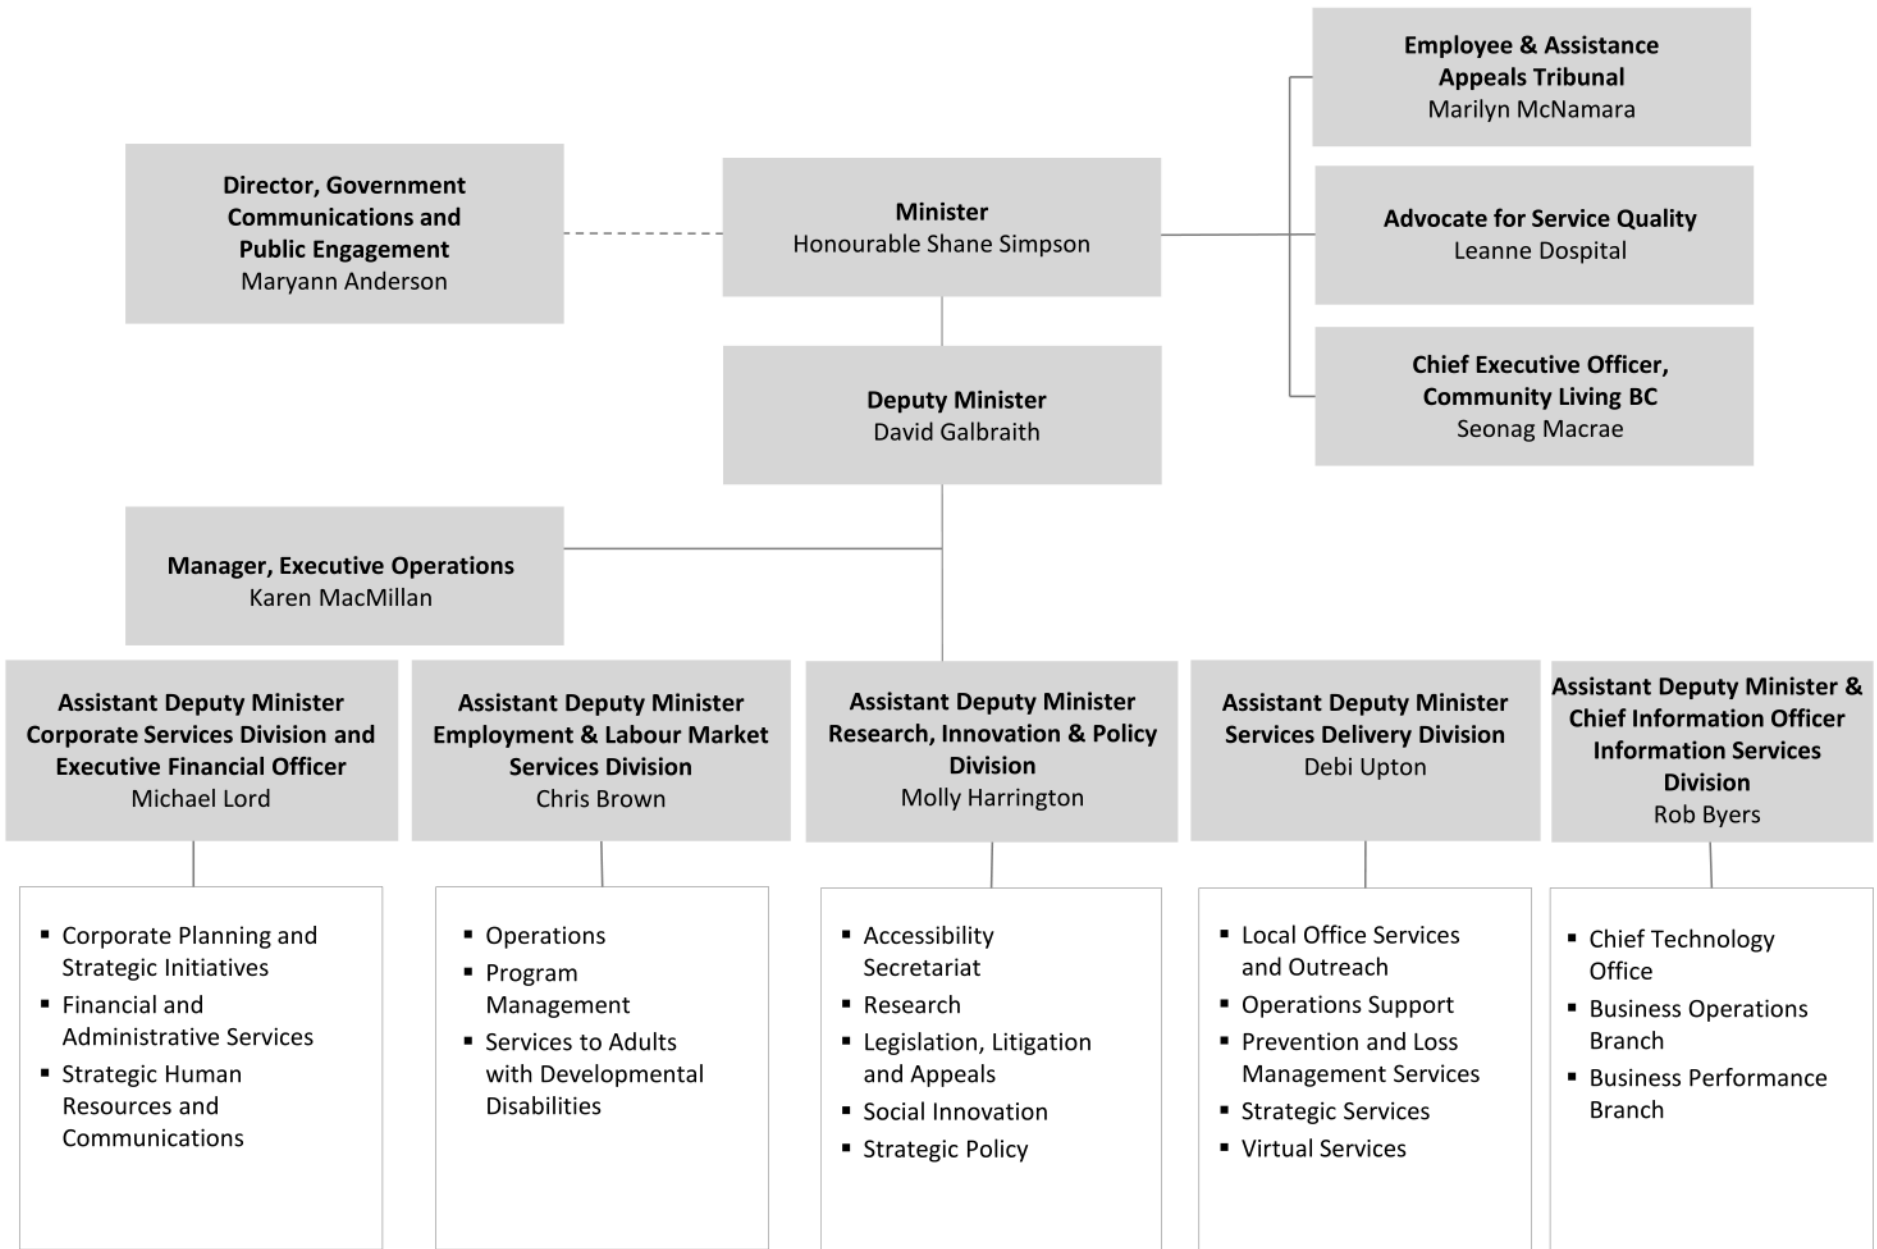 Employee & Assistance
Appeals Tribunal
Marilyn McNamara
Director, Government
Communications and
Public Engagement
Maryann Anderson
Minister
Honourable Shane Simpson
Advocate for Service Quality
Leanne Dospital
Chief Executive Officer,
Community Living BC
Seonag Macrae
Deputy Minister
David Galbraith
Manager, Executive Operations
Karen MacMillan
Assistant Deputy Minister
Corporate Services Division and
Executive Financial Officer
Michael Lord
Assistant Deputy Minister
Employment & Labour Market
Services Division
Chris Brown
Assistant Deputy Minister
Research, Innovation & Policy
Division
Molly Harrington
Assistant Deputy Minister
Services Delivery Division
Debi Upton
Assistant Deputy Minister &
Chief Information Officer
Information Services
Division
Rob Byers
▪ Corporate Planning and
Strategic Initiatives
▪ Financial and
Administrative Services
▪ Strategic Human
Resources and
Communications
▪ Operations
▪ Program
Management
▪ Services to Adults
with Developmental
Disabilities
▪ Accessibility
Secretariat
▪ Research
▪ Legislation, Litigation
and Appeals
▪ Social Innovation
▪ Strategic Policy
▪ Local Office Services
and Outreach
▪ Operations Support
▪ Prevention and Loss
Management Services
▪ Strategic Services
▪ Virtual Services
▪ Chief Technology
Office
▪ Business Operations
Branch
▪ Business Performance
Branch